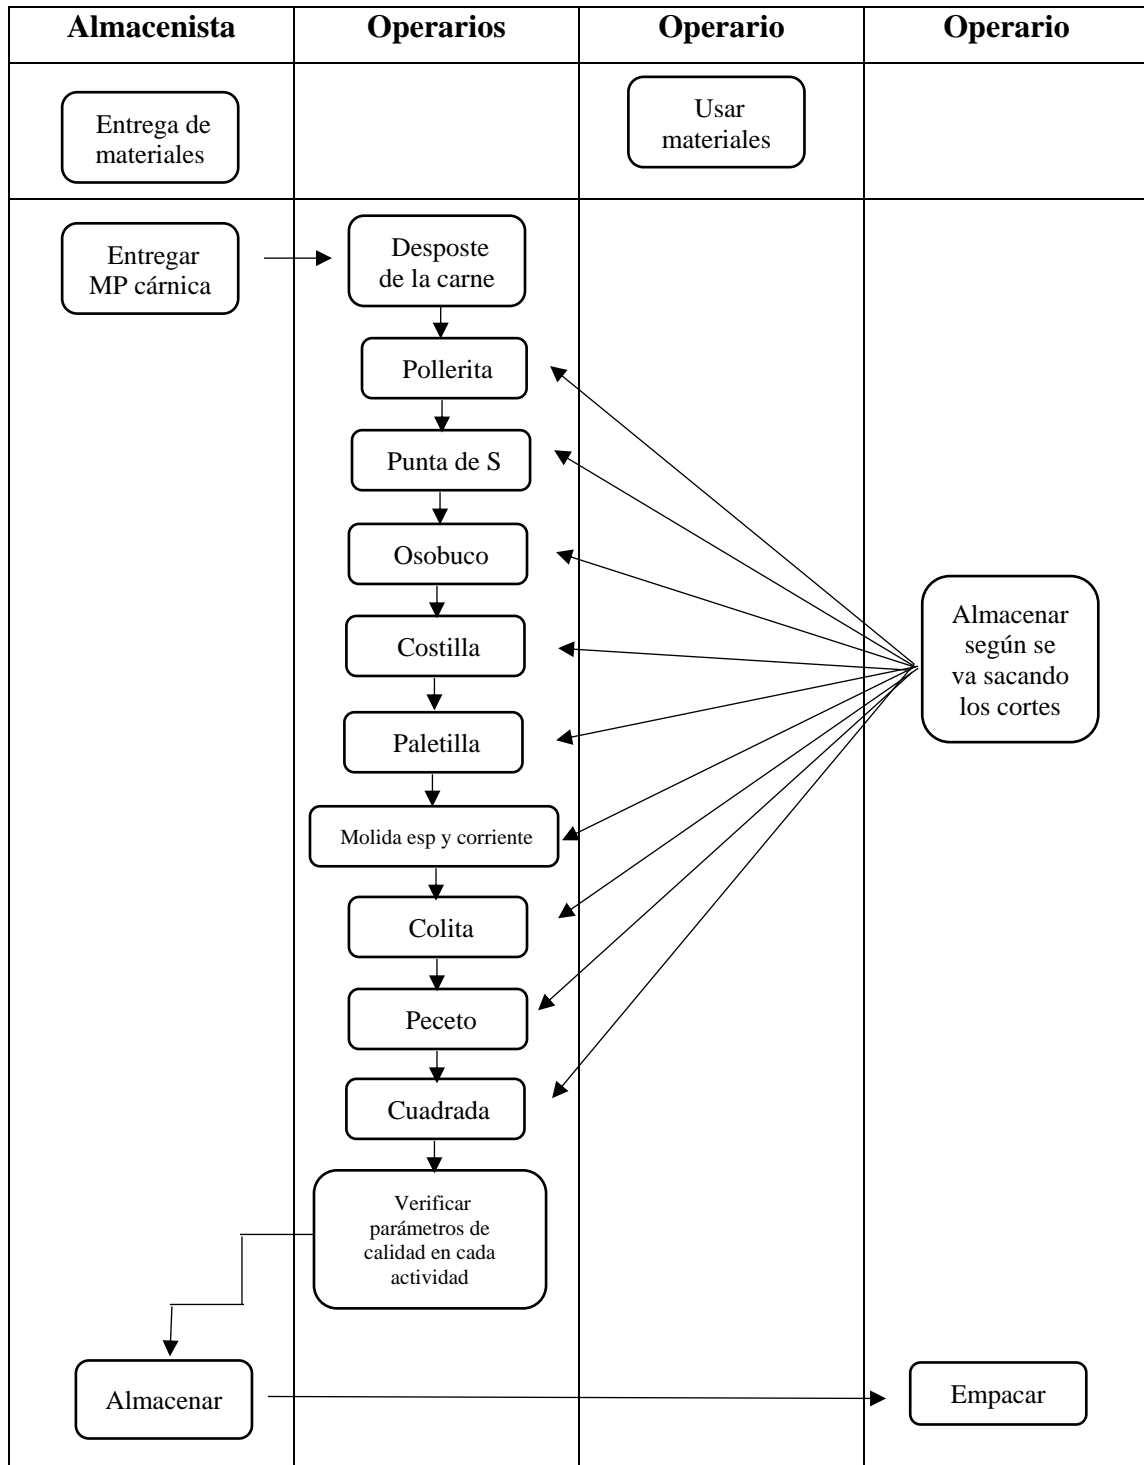 Almacenista
Operarios
Operario
Operario
Entrega de
materiales
Usar
materiales
Entregar
MP cárnica
Desposte
de la carne
Pollerita
Punta de S
Osobuco
Costilla
Paletilla
Molida esp y corriente
Colita
Peceto
Cuadrada
Verificar
parámetros de
calidad en cada
actividad
Almacenar
según se
va sacando
los cortes
Almacenar
Empacar